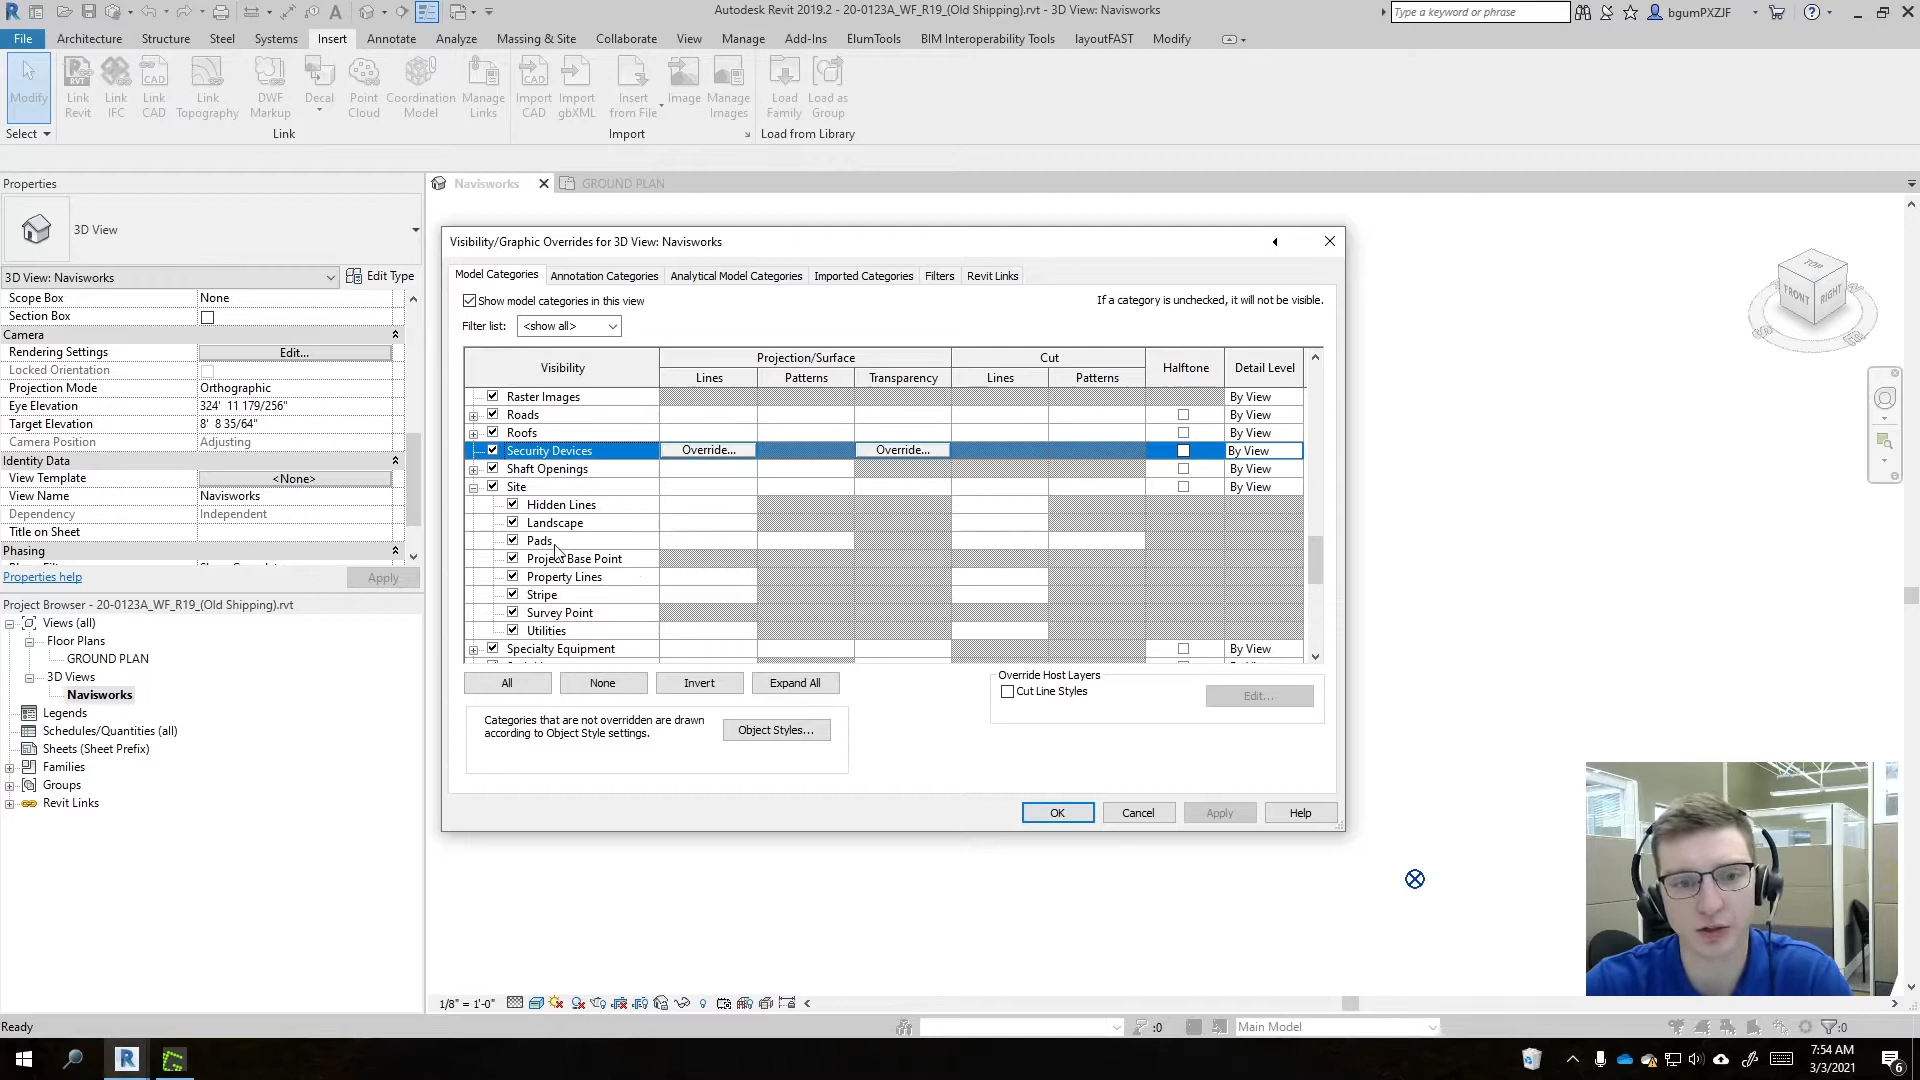 Autodesk Revit 2019.2 - 20-0123A_WF_R19_(Old Shipping).rvt - 3D View: Navisworks
Type a keyword or phrase
bgumPXZJF
File Architecture Structure Steel Systems Insert Annotate Analyze Massing & Site Collaborate View Manage Add-Ins ElumTools BIM Interoperability Tools layoutFAST Modify
Modify
Link Revit
Link IFC
Link CAD
Link Topography
DWF Markup
Decal
Point Cloud
Coordination Model
Manage Links
Import CAD
Import gbXML
Insert from File
Image
Manage Images
Load Family
Load as Group
Select Link Import Load from Library
Properties
3D View
3D View: Navisworks Edit Type
Scope Box None
Section Box
Camera
Rendering Settings Edit...
Locked Orientation
Projection Mode Orthographic
Eye Elevation 324' 11 179/256"
Target Elevation 8' 8 35/64"
Camera Position Adjusting
Identity Data
View Template <None>
View Name Navisworks
Dependency Independent
Title on Sheet
Phasing
Properties help Apply
Project Browser - 20-0123A_WF_R19_(Old Shipping).rvt
Views (all)
Floor Plans
GROUND PLAN
3D Views
Navisworks
Legends
Schedules/Quantities (all)
Sheets (Sheet Prefix)
Families
Groups
Revit Links
Navisworks GROUND PLAN
Visibility/Graphic Overrides for 3D View: Navisworks
Model Categories Annotation Categories Analytical Model Categories Imported Categories Filters Revit Links
Show model categories in this view If a category is unchecked, it will not be visible.
Filter list: <show all>
Visibility Projection/Surface Cut Halftone Detail Level
Lines Patterns Transparency Lines Patterns
Raster Images By View
Roads By View
Roofs By View
Security Devices Override... Override... By View
Shaft Openings By View
Site By View
Hidden Lines
Landscape
Pads
Project Base Point
Property Lines
Stripe
Survey Point
Utilities
Specialty Equipment By View
All None Invert Expand All
Override Host Layers
Cut Line Styles Edit...
Categories that are not overridden are drawn
according to Object Style settings.
Object Styles...
OK Cancel Apply Help
TOP
FRONT RIGHT
1/8" = 1'-0"
Ready :0 Main Model :0
7:54 AM
3/3/2021
6